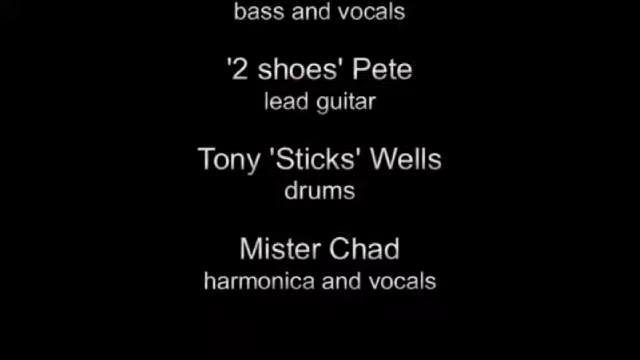 bass and vocals
'2 shoes' Pete
lead guitar
Tony 'Sticks' Wells
drums
Mister Chad
harmonica and vocals